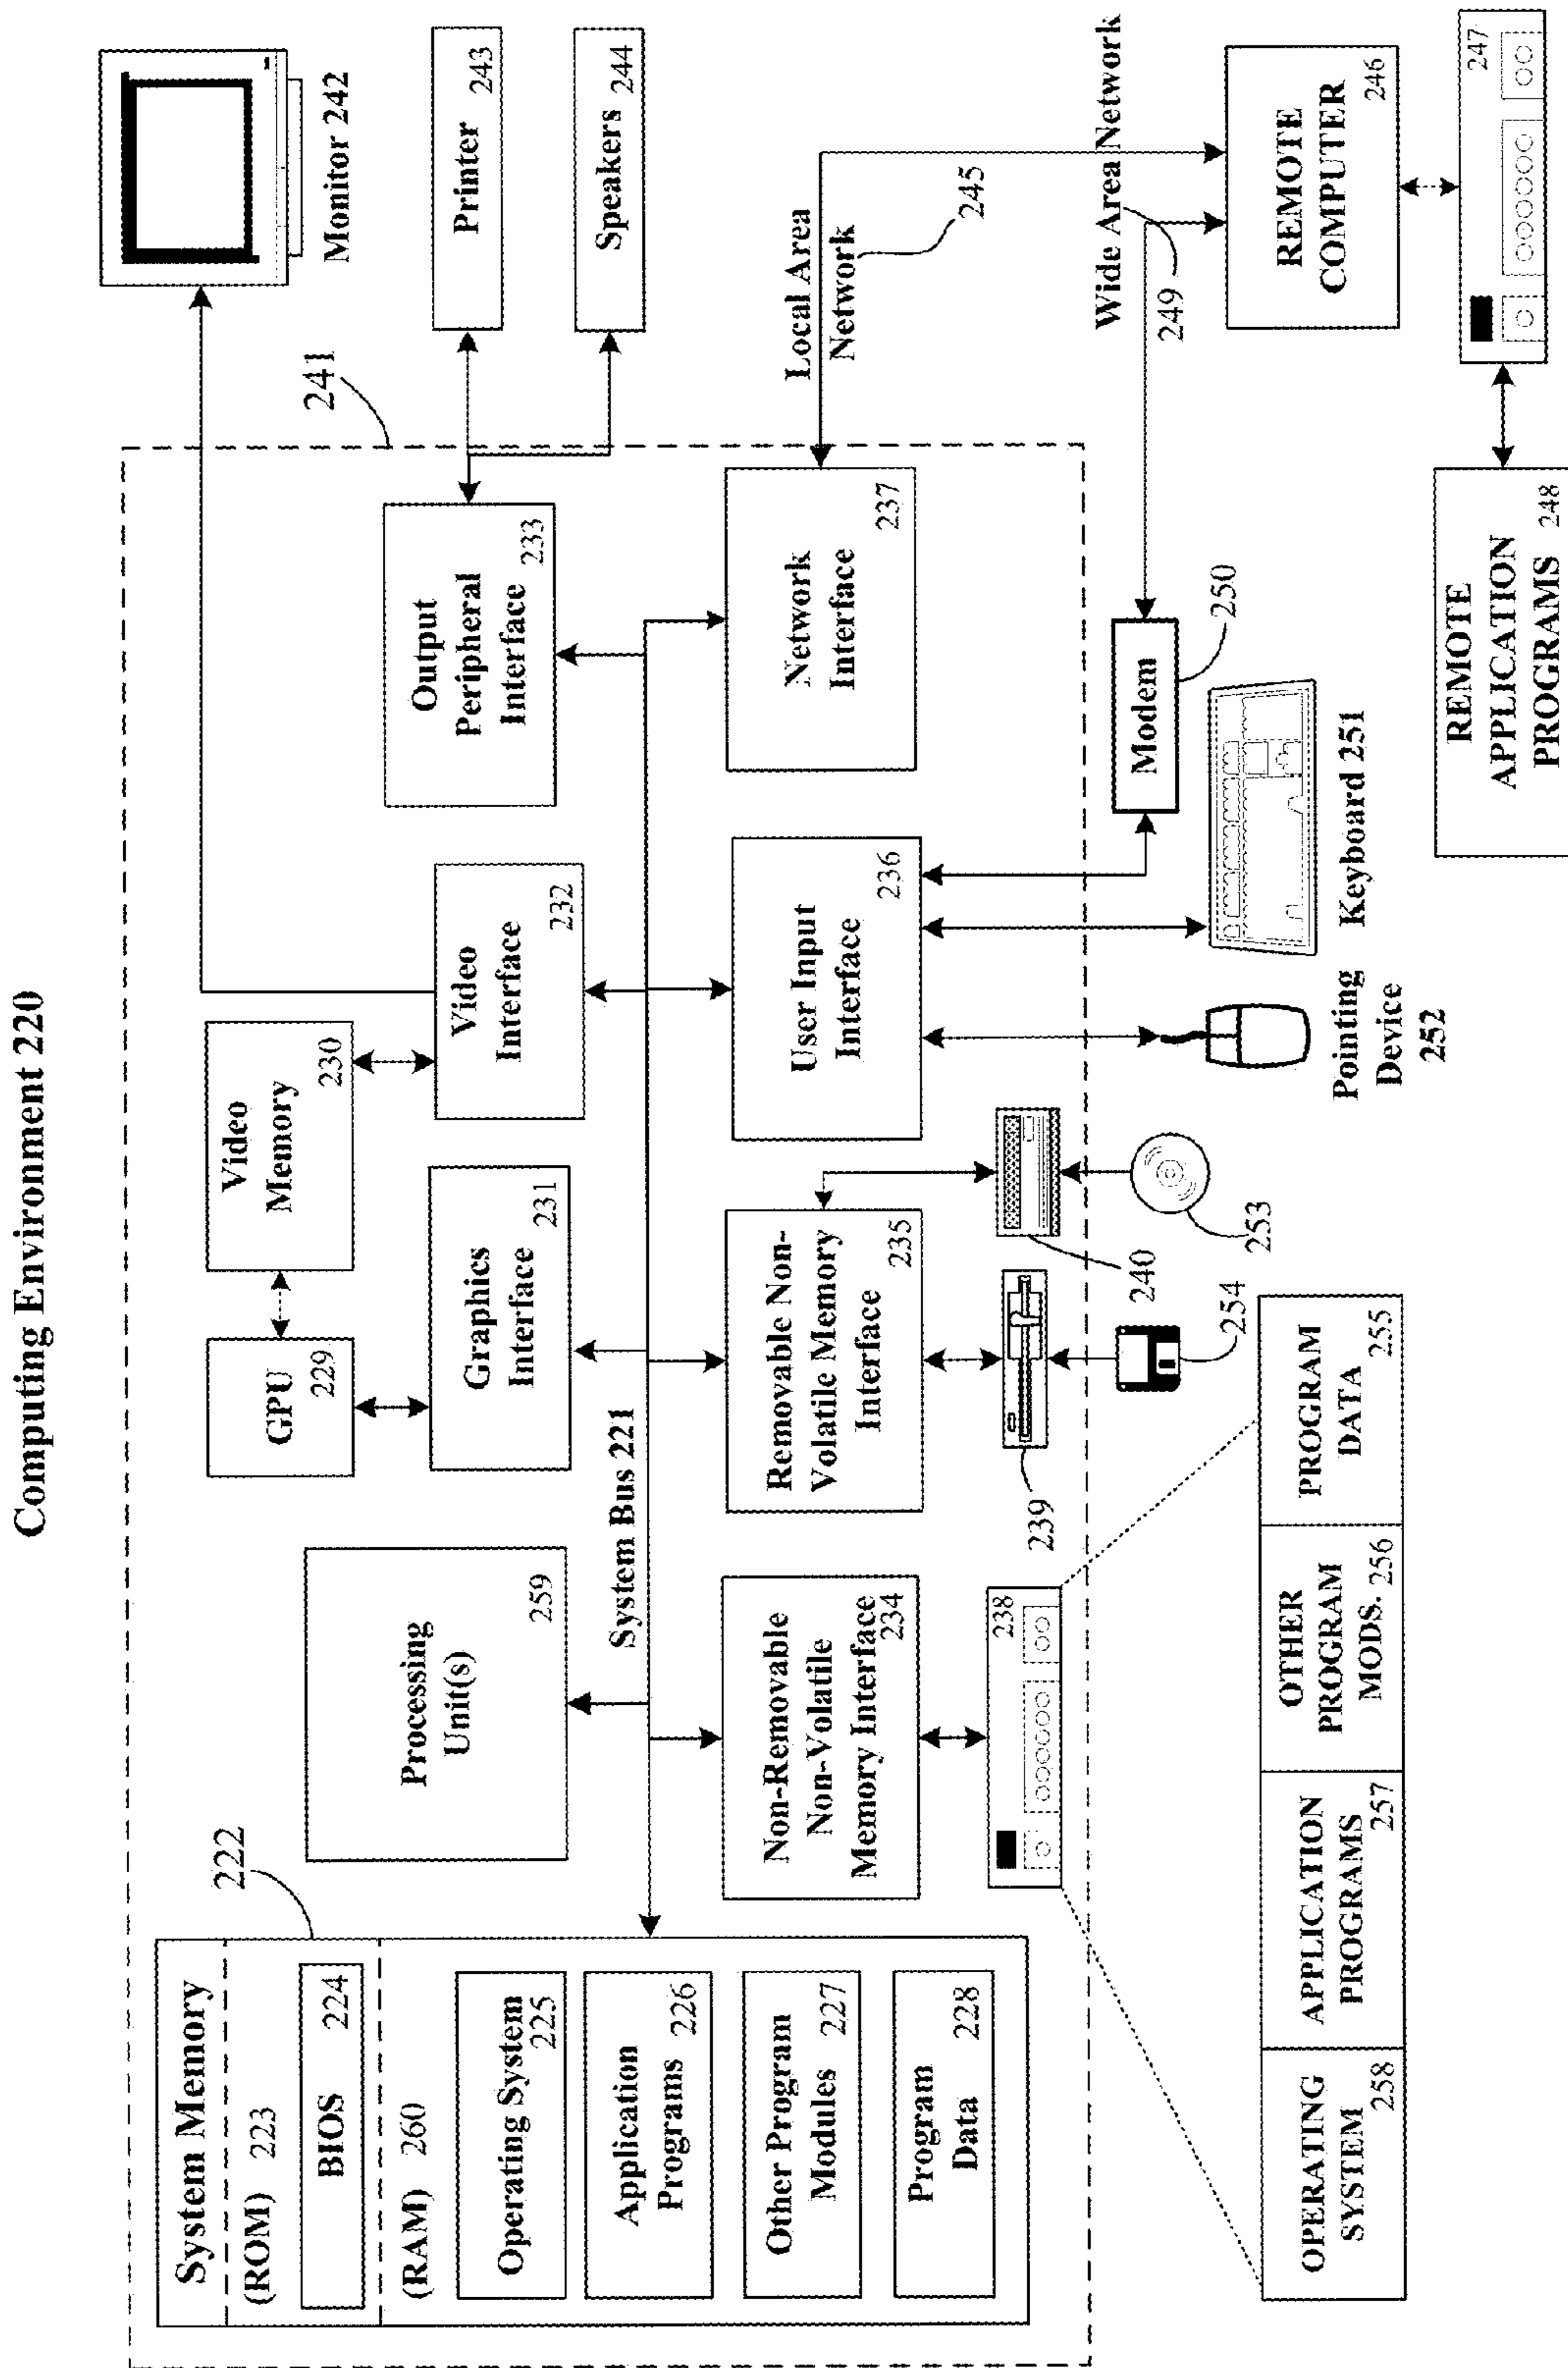 Computing Environment 220
System Memory
222
(ROM) 223
BIOS 224
(RAM) 260
Operating System
225
Application
Programs 226
Other Program
Modules 227
Program
Data 228
Processing
Unit(s)
259
System Bus 221
GPU
229
Video
Memory
230
Graphics
Interface
231
Video
Interface
232
Output
Peripheral
Interface 233
241
Monitor 242
Printer
243
Speakers
244
Non-Removable
Non-Volatile
Memory Interface
234
Removable Non-
Volatile Memory
Interface 235
User Input
Interface
236
Network
Interface
237
Local Area
Network
245
238
239
240
254
253
Pointing
Device
252
Keyboard 251
Modem
250
Wide Area Network
249
REMOTE
COMPUTER
246
247
REMOTE
APPLICATION
PROGRAMS 248
OPERATING
SYSTEM 258
APPLICATION
PROGRAMS 257
OTHER
PROGRAM
MODS. 256
PROGRAM
DATA 255